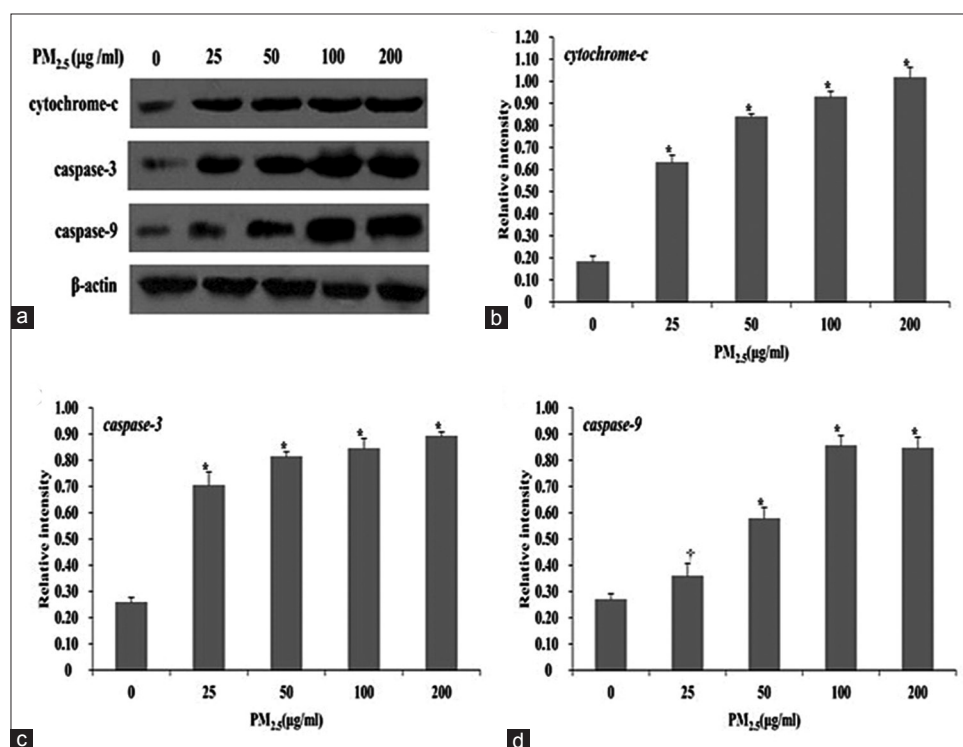 PM2.5 (μg /ml) 0 25 50 100 200
cytochrome-c
caspase-3
caspase-9
β-actin
a
cytochrome-c
Relative intensity
1.20
1.10
1.00
0.90
0.80
0.70
0.60
0.50
0.40
0.30
0.20
0.10
0
*
*
*
*
0 25 50 100 200
PM2.5(μg/ml)
b
caspase-3
Relative intensity
1.00
0.90
0.80
0.70
0.60
0.50
0.40
0.30
0.20
0.10
0
*
*
*
*
0 25 50 100 200
PM2.5(μg/ml)
c
caspase-9
Relative intensity
1.00
0.90
0.80
0.70
0.60
0.50
0.40
0.30
0.20
0.10
0
†
*
*
*
0 25 50 100 200
PM2.5(μg/ml)
d